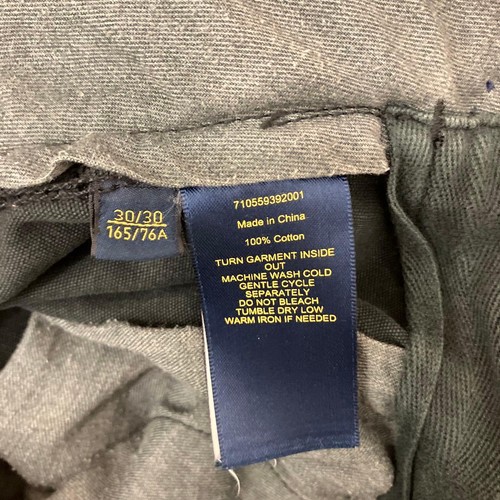 30/30
165/76A
710559392001
Made in China
100% Cotton
TURN GARMENT INSIDE
OUT
MACHINE WASH COLD
GENTLE CYCLE
SEPARATELY
DO NOT BLEACH
TUMBLE DRY LOW
WARM IRON IF NEEDED